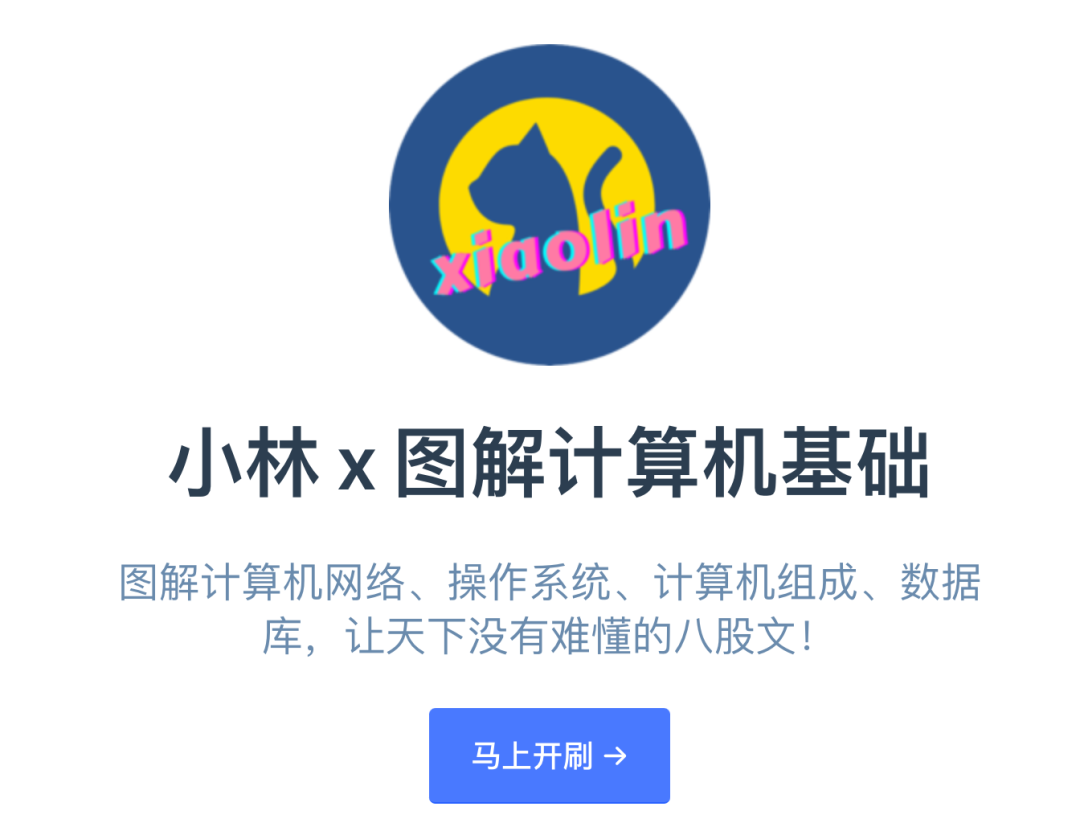 xiaolin
小林 x 图解计算机基础
图解计算机网络、操作系统、计算机组成、数据
库，让天下没有难懂的八股文！
马上开刷 →